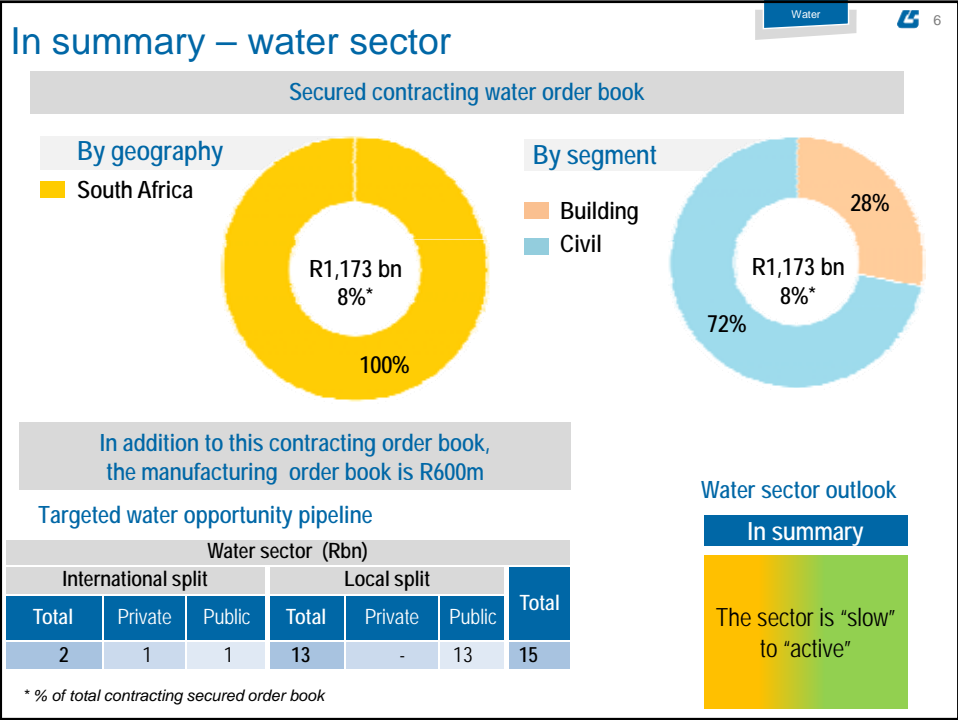 Water
6
In summary – water sector
Secured contracting water order book
By geography
South Africa
R1,173 bn
8%*
100%
By segment
Building
Civil
28%
R1,173 bn
8%*
72%
In addition to this contracting order book,
the manufacturing order book is R600m
Targeted water opportunity pipeline
Water sector (Rbn)
International split Local split Total
Total Private Public Total Private Public
2 1 1 13 - 13 15
* % of total contracting secured order book
Water sector outlook
In summary
The sector is “slow”
to “active”